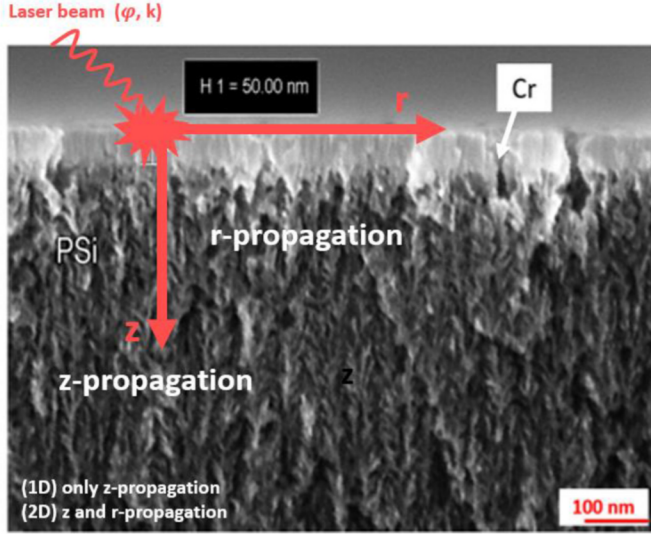 Laser beam (φ, k)
H 1 = 50.00 nm
r
Cr
r-propagation
PSi
z
z-propagation
z
(1D) only z-propagation
(2D) z and r-propagation
100 nm